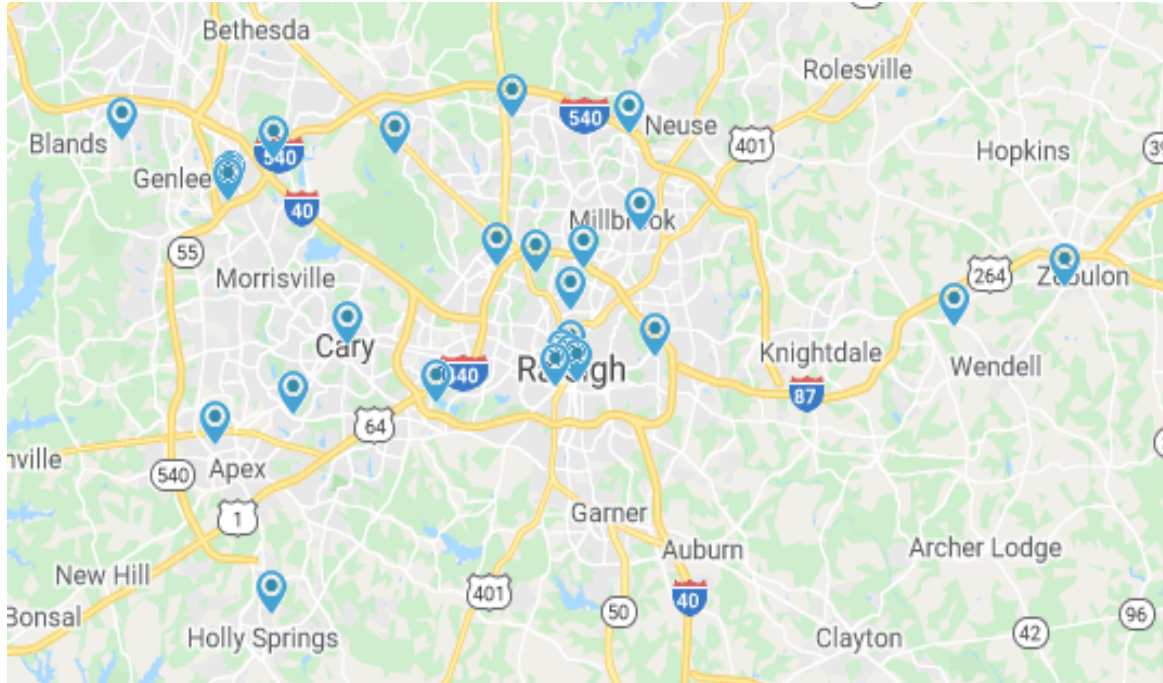 Bethesda
Rolesville
540
Neuse
401
Blands
Hopkins
540
Genlee
40
Millbrook
55
Morrisville
264
Zebulon
Cary
Knightdale
Raleigh
Wendell
87
64
Apex
540
1
Garner
Auburn
Archer Lodge
New Hill
401
40
50
96
Bonsal
Holly Springs
Clayton
42